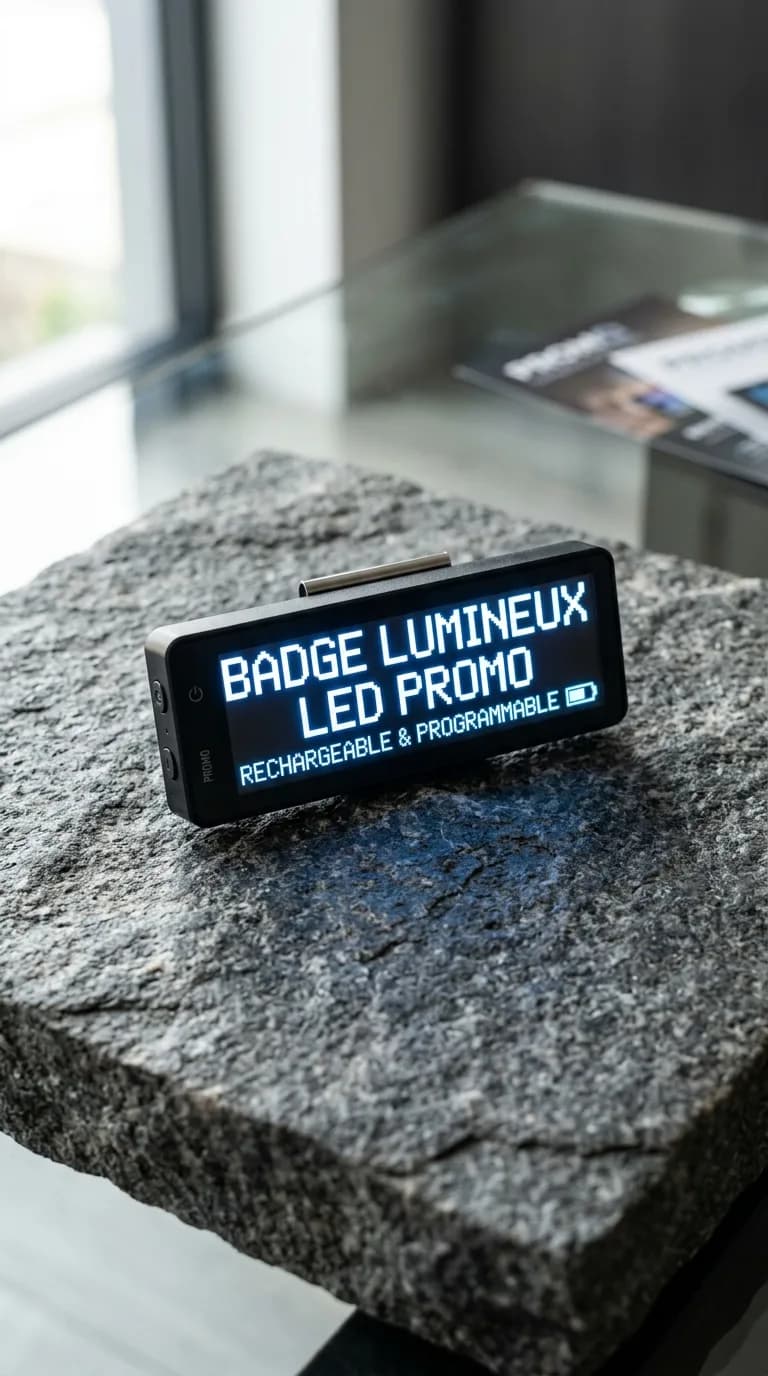 BADGE LUMINEUX
LED PROMO
RECHARGEABLE & PROGRAMMABLE
PROMO